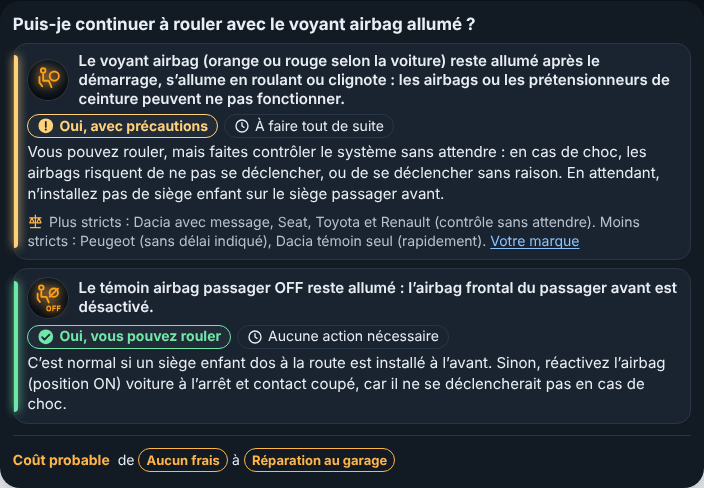 Puis-je continuer à rouler avec le voyant airbag allumé ?
Le voyant airbag (orange ou rouge selon la voiture) reste allumé après le
démarrage, s’allume en roulant ou clignote : les airbags ou les prétensionneurs de
ceinture peuvent ne pas fonctionner.
Oui, avec précautions
À faire tout de suite
Vous pouvez rouler, mais faites contrôler le système sans attendre : en cas de choc, les
airbags risquent de ne pas se déclencher, ou de se déclencher sans raison. En attendant,
n’installez pas de siège enfant sur le siège passager avant.
Plus stricts : Dacia avec message, Seat, Toyota et Renault (contrôle sans attendre). Moins
stricts : Peugeot (sans délai indiqué), Dacia témoin seul (rapidement). Votre marque
OFF
Le témoin airbag passager OFF reste allumé : l’airbag frontal du passager avant est
désactivé.
Oui, vous pouvez rouler
Aucune action nécessaire
C’est normal si un siège enfant dos à la route est installé à l’avant. Sinon, réactivez l’airbag
(position ON) voiture à l’arrêt et contact coupé, car il ne se déclencherait pas en cas de
choc.
Coût probable de Aucun frais à Réparation au garage